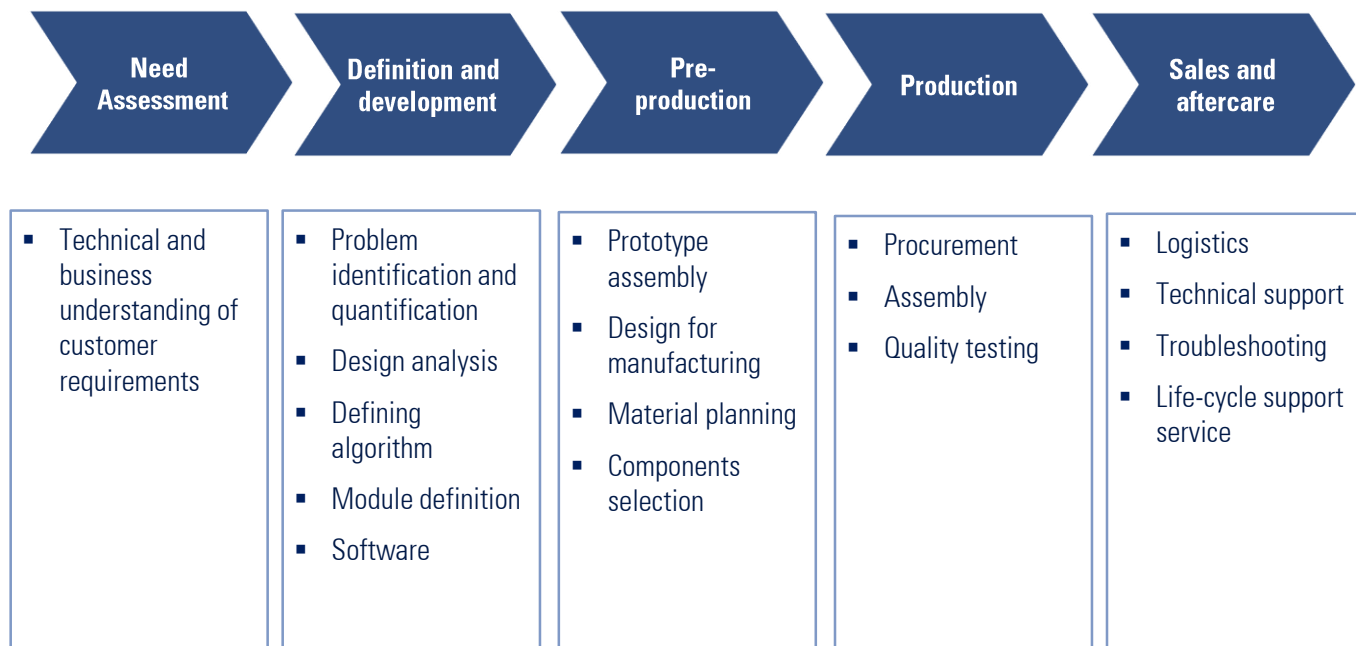 Need
Assessment
Definition and
development
Pre-
production
Production
Sales and
aftercare
▪ Technical and
business
understanding of
customer
requirements
▪ Problem
identification and
quantification
▪ Design analysis
▪ Defining
algorithm
▪ Module definition
▪ Software
▪ Prototype
assembly
▪ Design for
manufacturing
▪ Material planning
▪ Components
selection
▪ Procurement
▪ Assembly
▪ Quality testing
▪ Logistics
▪ Technical support
▪ Troubleshooting
▪ Life-cycle support
service